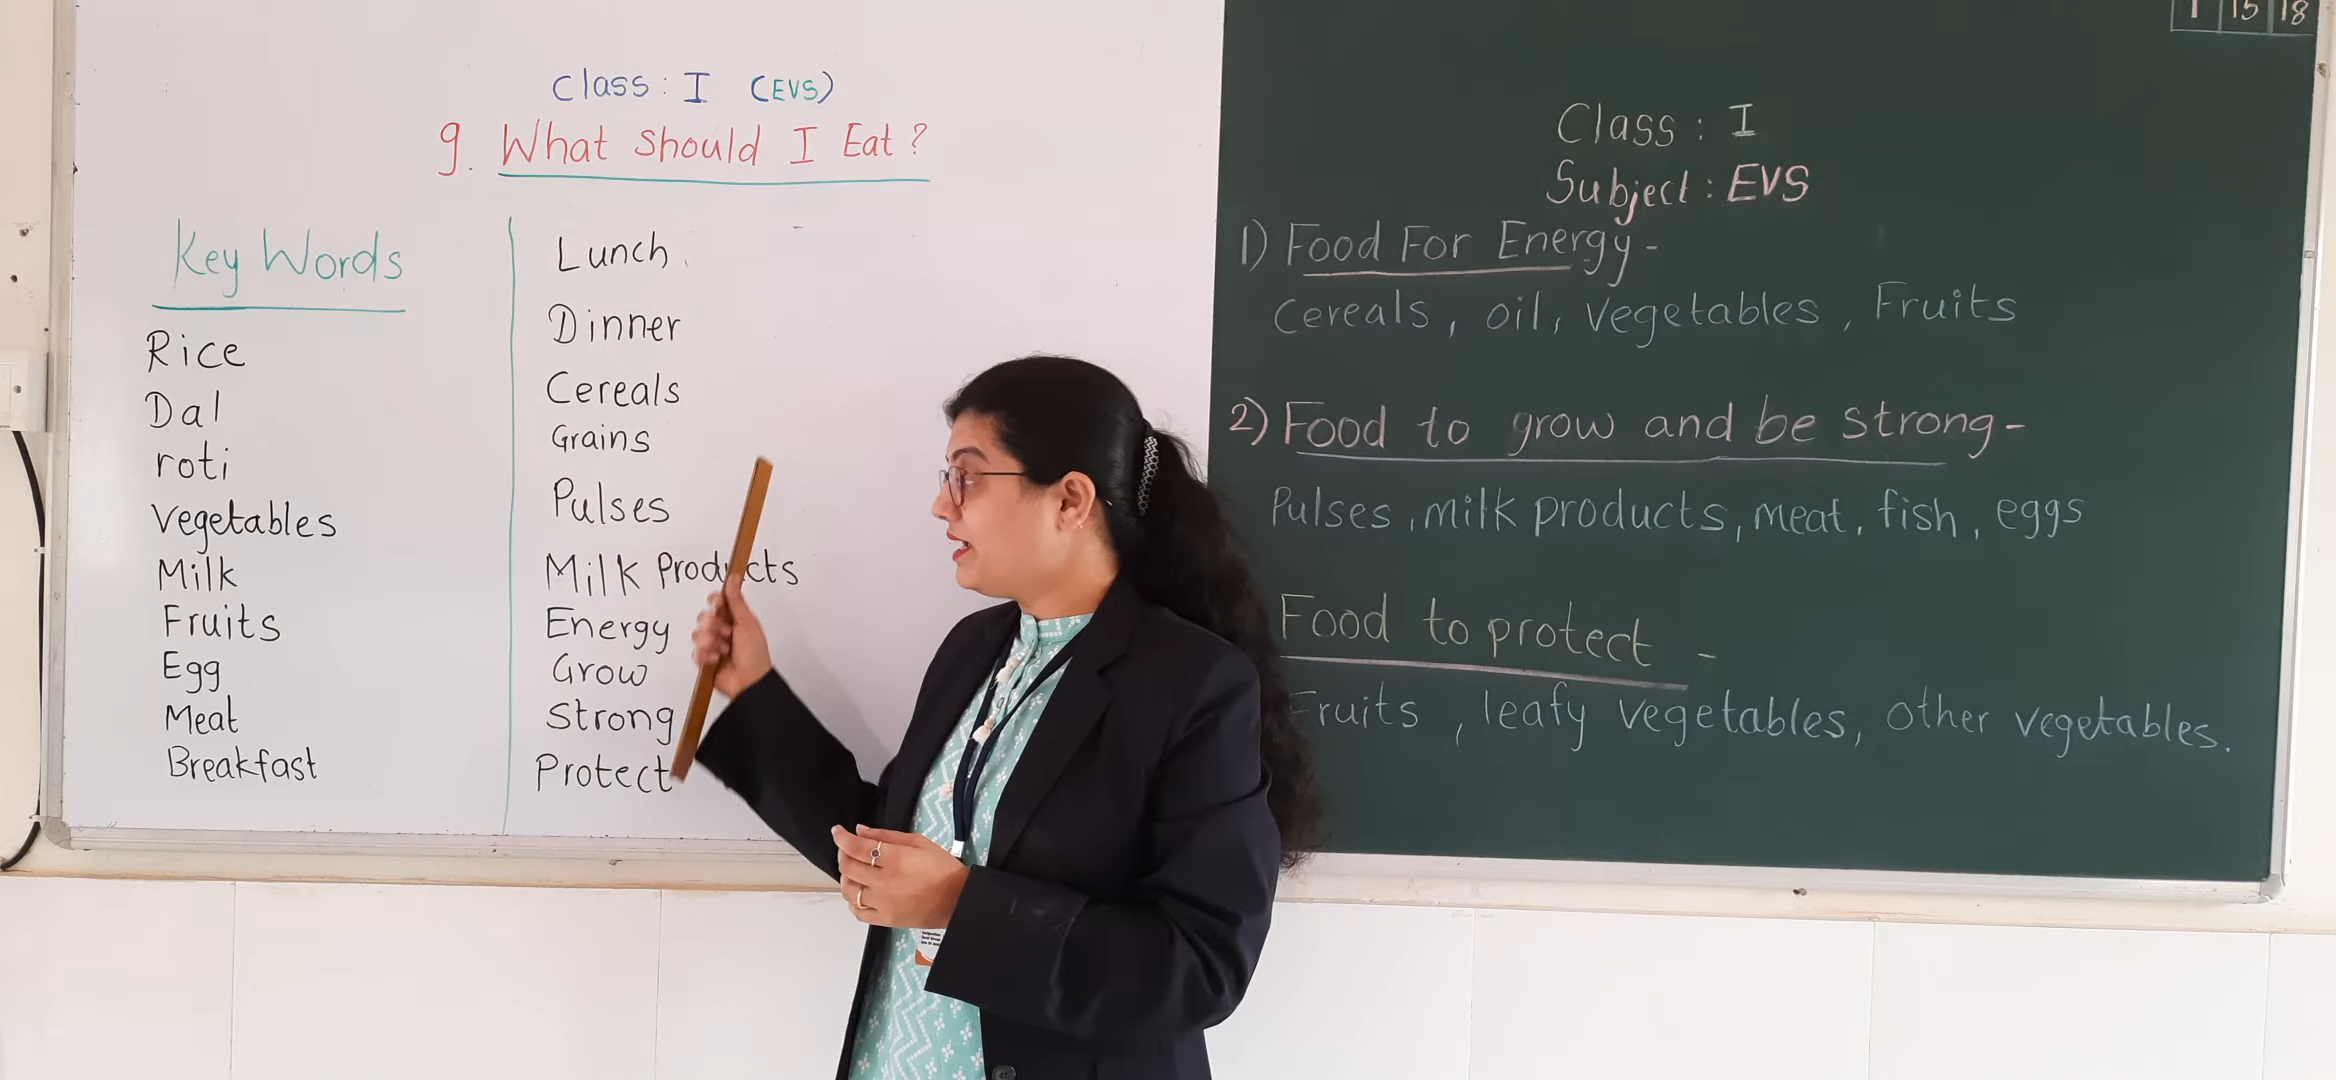 Class : I (EVS)
9. What should I Eat ?
Key Words
Rice
Dal
roti
Vegetables
Milk
Fruits
Egg
Meat
Breakfast
Lunch
Dinner
Cereals
Grains
Pulses
Milk Products
Energy
Grow
Strong
Protect
1 15 18
Class : I
Subject : EVS
1) Food For Energy -
Cereals, oil, Vegetables, Fruits
2) Food to grow and be strong -
Pulses, milk products, meat, fish, eggs
Food to protect -
Fruits, leafy vegetables, other vegetables.